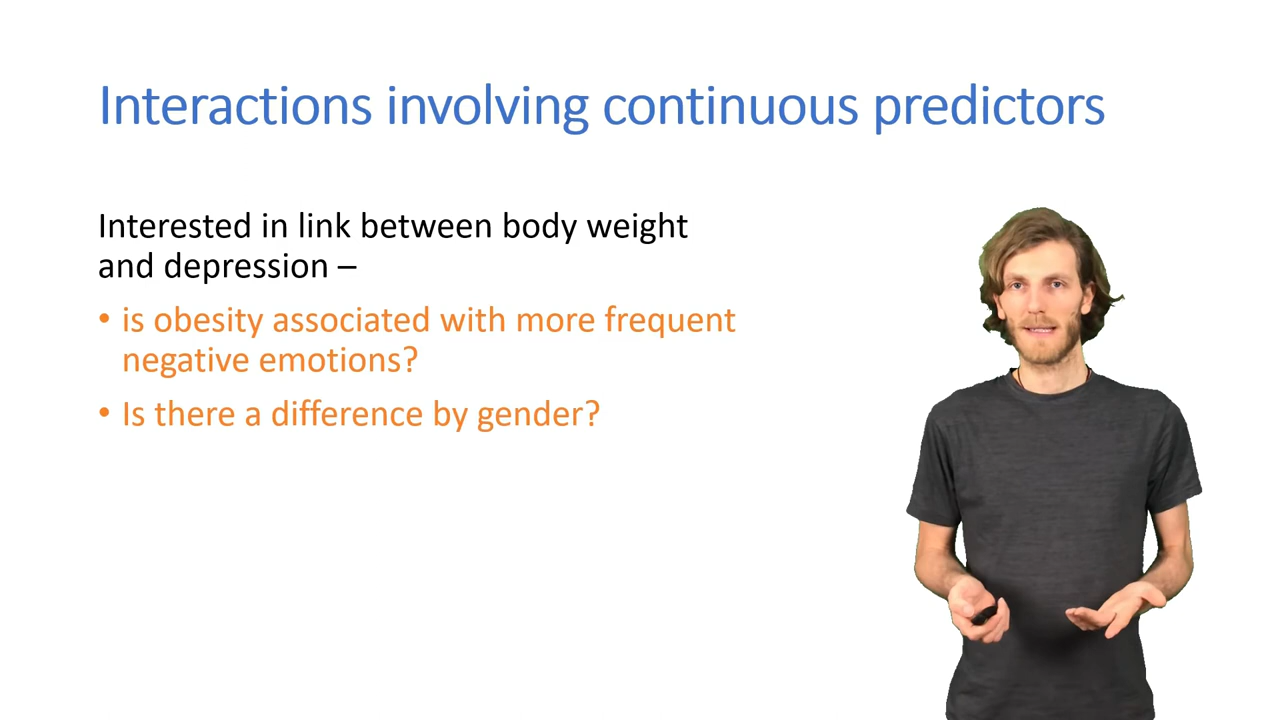 Interactions involving continuous predictors
Interested in link between body weight
and depression –
• is obesity associated with more frequent
negative emotions?
• Is there a difference by gender?